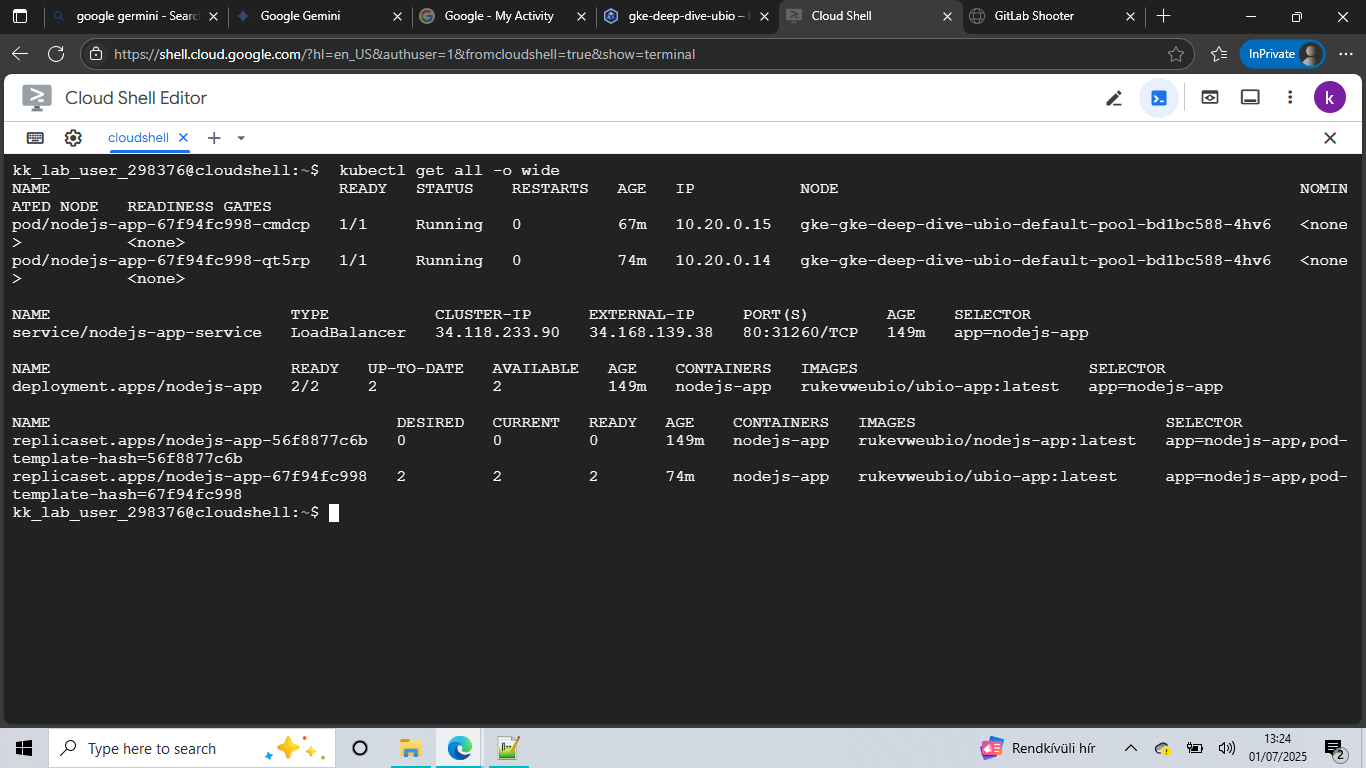 google germini - Searc
Google Gemini
Google - My Activity
gke-deep-dive-ubio –
Cloud Shell
GitLab Shooter
https://shell.cloud.google.com/?hl=en_US&authuser=1&fromcloudshell=true&show=terminal
InPrivate
Cloud Shell Editor
k
cloudshell
kk_lab_user_298376@cloudshell:~$  kubectl get all -o wide
NAME                              READY   STATUS    RESTARTS   AGE   IP           NODE                                                NOMIN
ATED NODE   READINESS GATES
pod/nodejs-app-67f94fc998-cmdcp   1/1     Running   0          67m   10.20.0.15   gke-gke-deep-dive-ubio-default-pool-bd1bc588-4hv6   <none
>           <none>
pod/nodejs-app-67f94fc998-qt5rp   1/1     Running   0          74m   10.20.0.14   gke-gke-deep-dive-ubio-default-pool-bd1bc588-4hv6   <none
>           <none>
NAME                         TYPE           CLUSTER-IP      EXTERNAL-IP     PORT(S)        AGE    SELECTOR
service/nodejs-app-service   LoadBalancer   34.118.233.90   34.168.139.38   80:31260/TCP   149m   app=nodejs-app
NAME                         READY   UP-TO-DATE   AVAILABLE   AGE    CONTAINERS   IMAGES                        SELECTOR
deployment.apps/nodejs-app   2/2     2            2           149m   nodejs-app   rukevweubio/ubio-app:latest   app=nodejs-app
NAME                                    DESIRED   CURRENT   READY   AGE    CONTAINERS   IMAGES                          SELECTOR
replicaset.apps/nodejs-app-56f8877c6b   0         0         0       149m   nodejs-app   rukevweubio/nodejs-app:latest   app=nodejs-app,pod-
template-hash=56f8877c6b
replicaset.apps/nodejs-app-67f94fc998   2         2         2       74m    nodejs-app   rukevweubio/ubio-app:latest     app=nodejs-app,pod-
template-hash=67f94fc998
kk_lab_user_298376@cloudshell:~$
Type here to search
Rendkívüli hír
13:24
01/07/2025
2